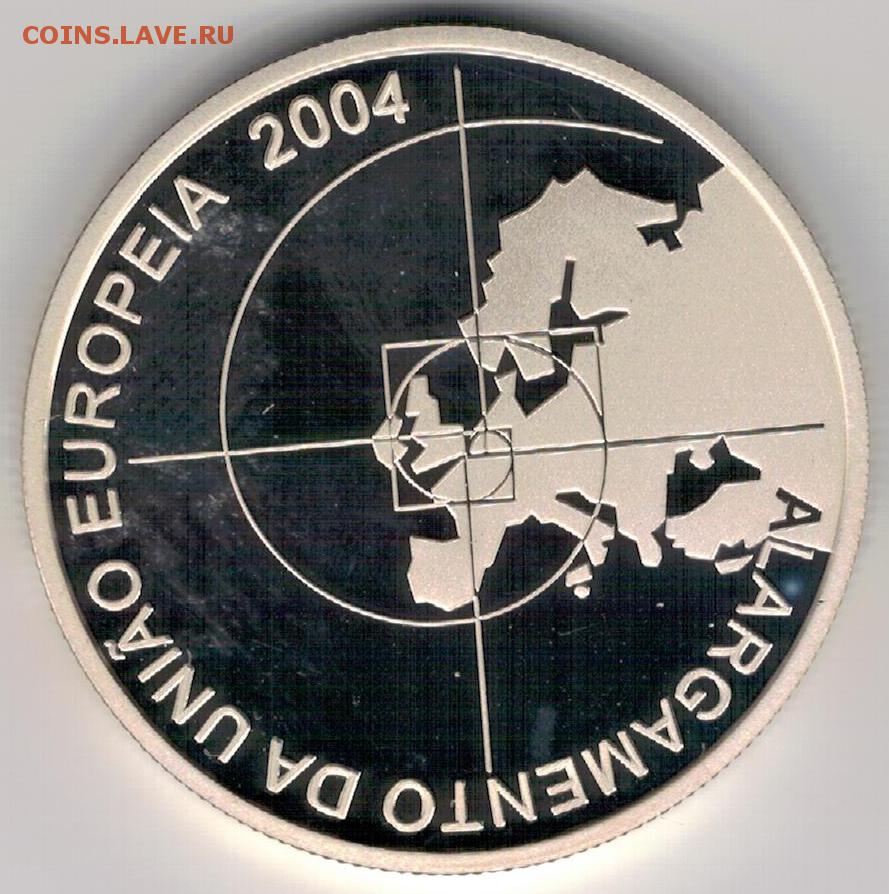 COINS.LAVE.RU
ALARGAMENTO DA UNIÃO EUROPEIA 2004